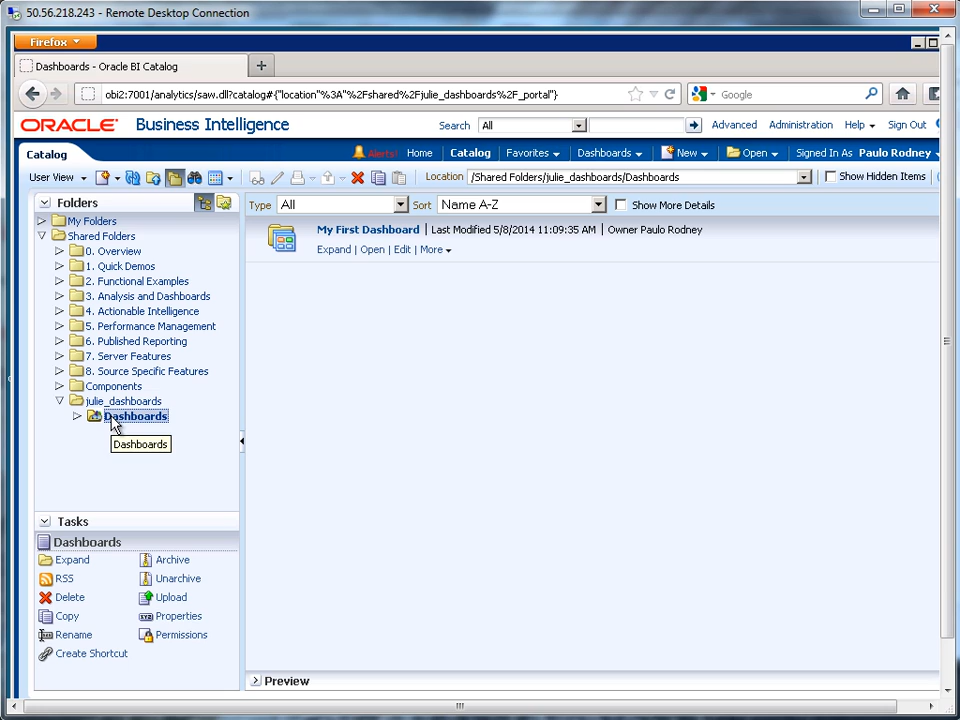 50.56.218.243 - Remote Desktop Connection
Firefox
Dashboards - Oracle BI Catalog
obi2:7001/analytics/saw.dll?catalog#{"location"%3A"%2Fshared%2Fjulie_dashboards%2F_portal"}
Google
ORACLE Business Intelligence
Search All Advanced Administration Help Sign Out
Catalog
Alerts! Home Catalog Favorites Dashboards New Open Signed In As Paulo Rodney
User View Location /Shared Folders/julie_dashboards/Dashboards Show Hidden Items
Folders
Type All Sort Name A-Z Show More Details
My Folders
Shared Folders
0. Overview
1. Quick Demos
2. Functional Examples
3. Analysis and Dashboards
4. Actionable Intelligence
5. Performance Management
6. Published Reporting
7. Server Features
8. Source Specific Features
Components
julie_dashboards
Dashboards
Dashboards
My First Dashboard | Last Modified 5/8/2014 11:09:35 AM | Owner Paulo Rodney
Expand | Open | Edit | More
Tasks
Dashboards
Expand Archive
RSS Unarchive
Delete Upload
Copy XYZ Properties
Rename Permissions
Create Shortcut
Preview